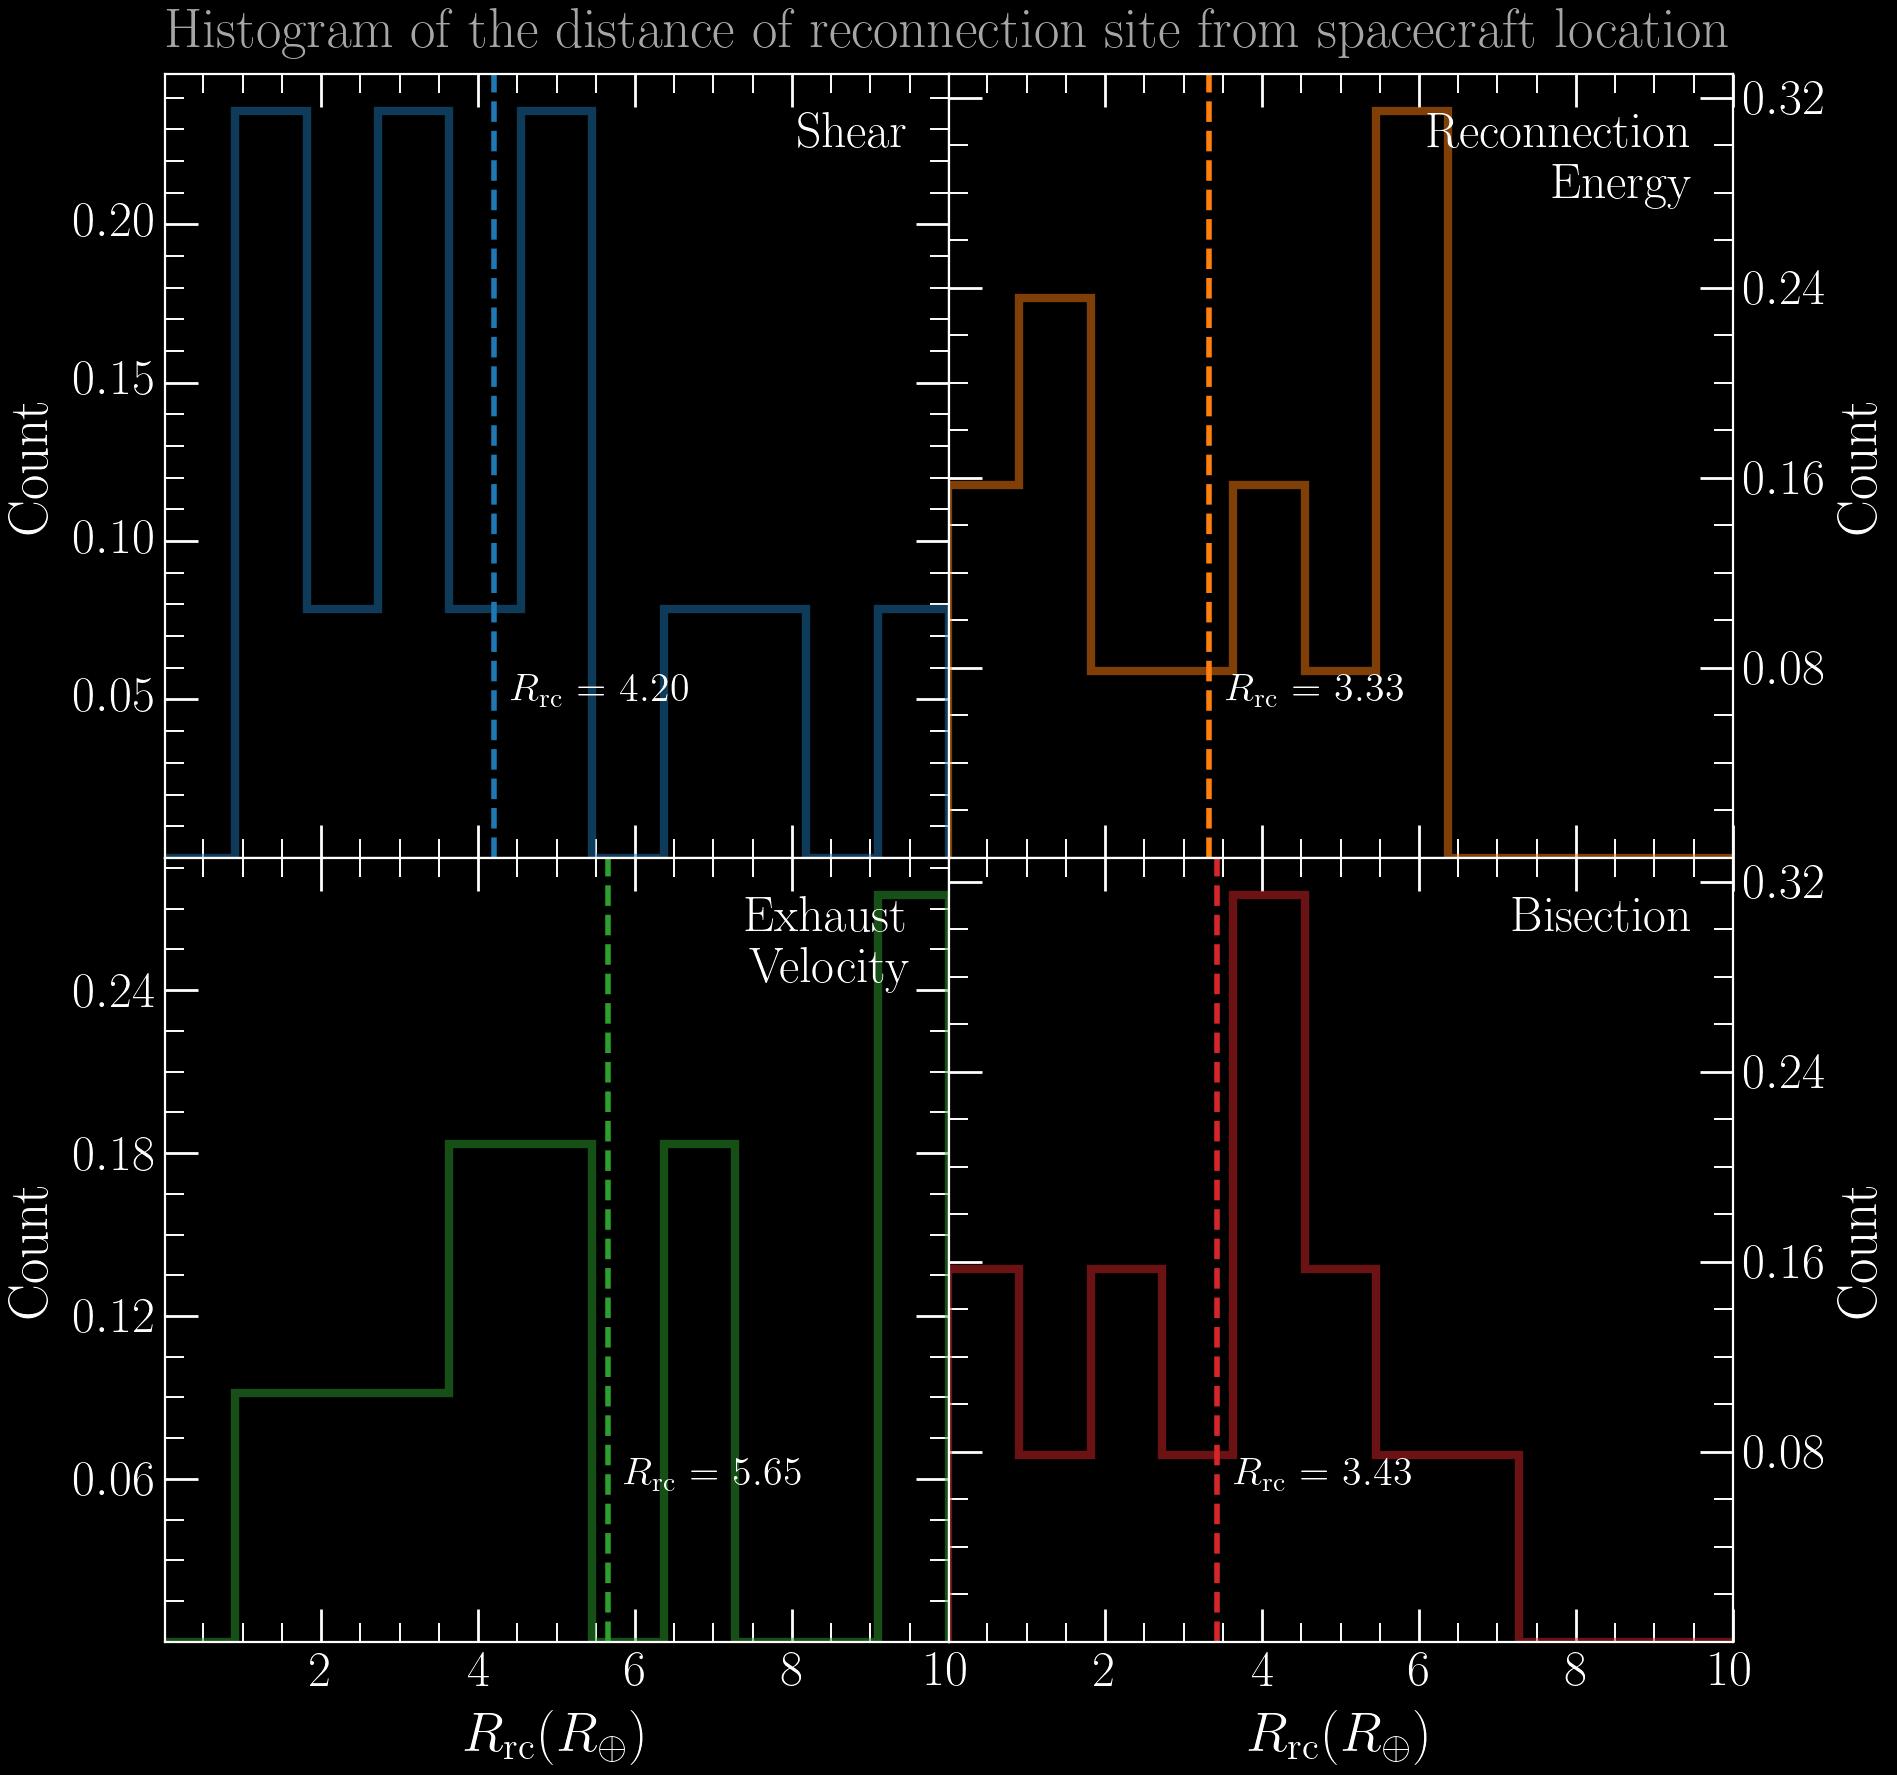 Histogram of the distance of reconnection site from spacecraft location
Shear
0.20
0.15
0.10
0.05
Count
R_rc = 4.20
Reconnection
Energy
0.32
0.24
0.16
0.08
Count
R_rc = 3.33
Exhaust
Velocity
0.24
0.18
0.12
0.06
Count
R_rc = 5.65
2 4 6 8 10
R_rc(R_⊕)
Bisection
0.32
0.24
0.16
0.08
Count
R_rc = 3.43
2 4 6 8 10
R_rc(R_⊕)